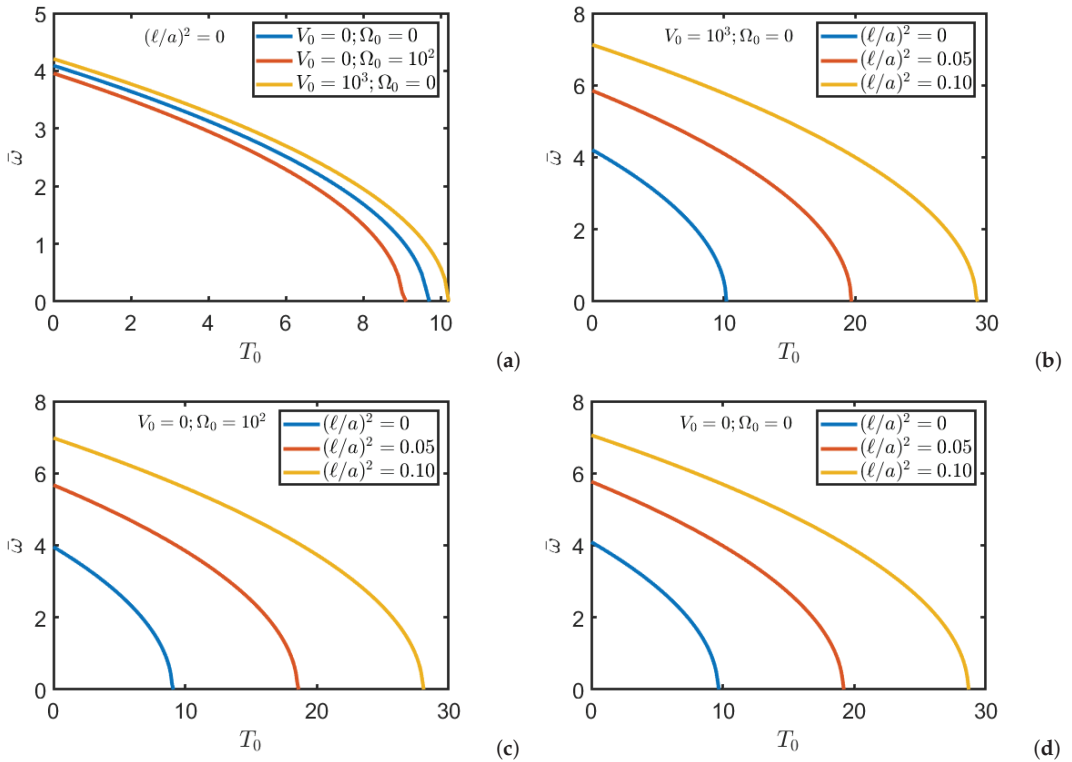 (ℓ/a)² = 0
V₀ = 0; Ω₀ = 0
V₀ = 0; Ω₀ = 10²
V₀ = 10³; Ω₀ = 0
5
4
3
2
1
0
ω̄
0 2 4 6 8 10
T₀
(a)
V₀ = 10³; Ω₀ = 0
(ℓ/a)² = 0
(ℓ/a)² = 0.05
(ℓ/a)² = 0.10
8
6
4
2
0
ω̄
0 10 20 30
T₀
(b)
V₀ = 0; Ω₀ = 10²
(ℓ/a)² = 0
(ℓ/a)² = 0.05
(ℓ/a)² = 0.10
8
6
4
2
0
ω̄
0 10 20 30
T₀
(c)
V₀ = 0; Ω₀ = 0
(ℓ/a)² = 0
(ℓ/a)² = 0.05
(ℓ/a)² = 0.10
8
6
4
2
0
ω̄
0 10 20 30
T₀
(d)